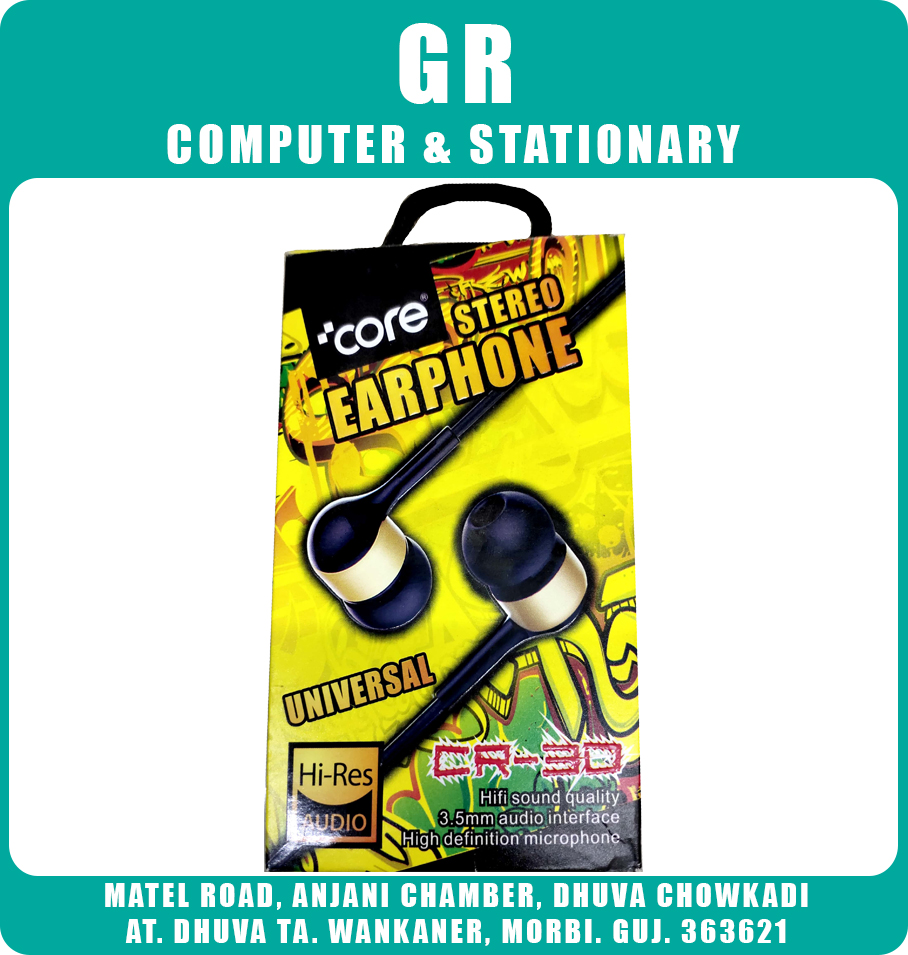 GR
COMPUTER & STATIONARY
core®
STEREO
EARPHONE
UNIVERSAL
Hi-Res
AUDIO
CR-30
Hifi sound quality
3.5mm audio interface
High definition microphone
MATEL ROAD, ANJANI CHAMBER, DHUVA CHOWKADI
AT. DHUVA TA. WANKANER, MORBI. GUJ. 363621